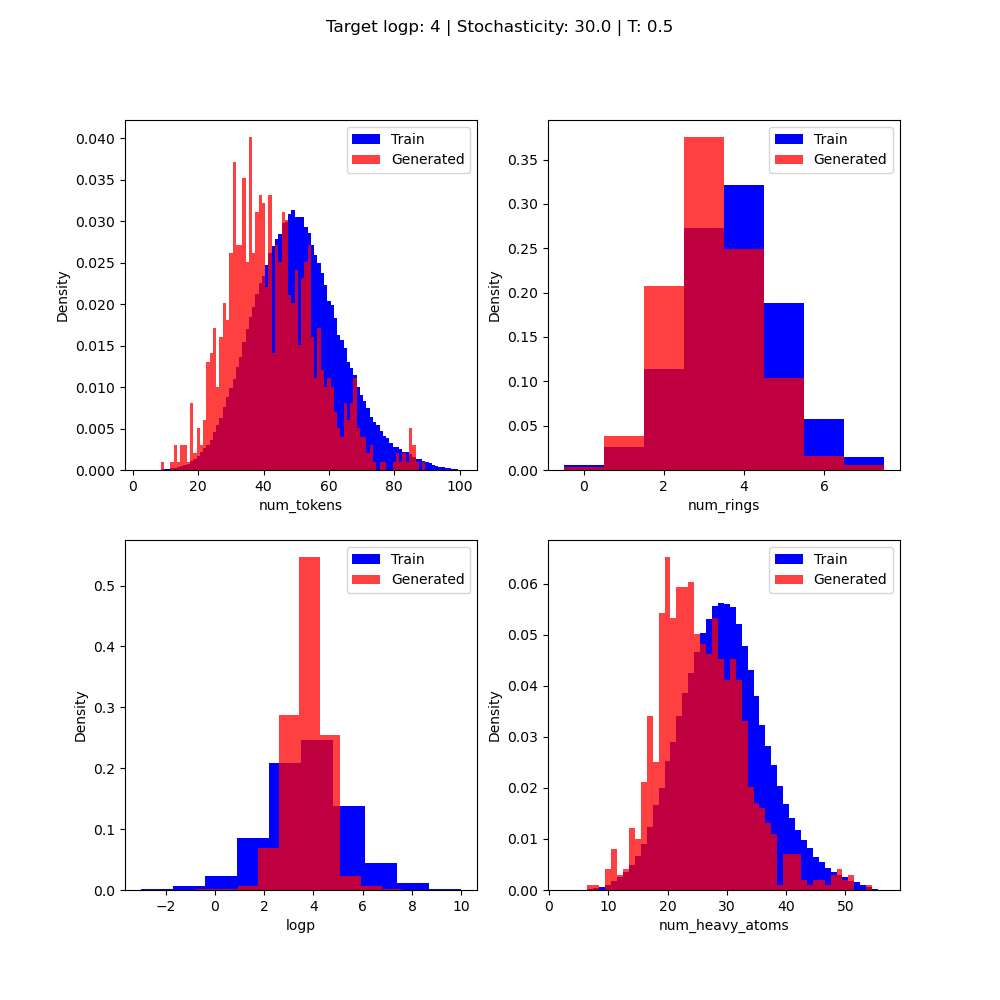 Target logp: 4 | Stochasticity: 30.0 | T: 0.5
Train
Generated
Density
0.040
0.035
0.030
0.025
0.020
0.015
0.010
0.005
0.000
0 20 40 60 80 100
num_tokens
Train
Generated
Density
0.35
0.30
0.25
0.20
0.15
0.10
0.05
0.00
0 2 4 6
num_rings
Train
Generated
Density
0.5
0.4
0.3
0.2
0.1
0.0
−2 0 2 4 6 8 10
logp
Train
Generated
Density
0.06
0.05
0.04
0.03
0.02
0.01
0.00
0 10 20 30 40 50
num_heavy_atoms